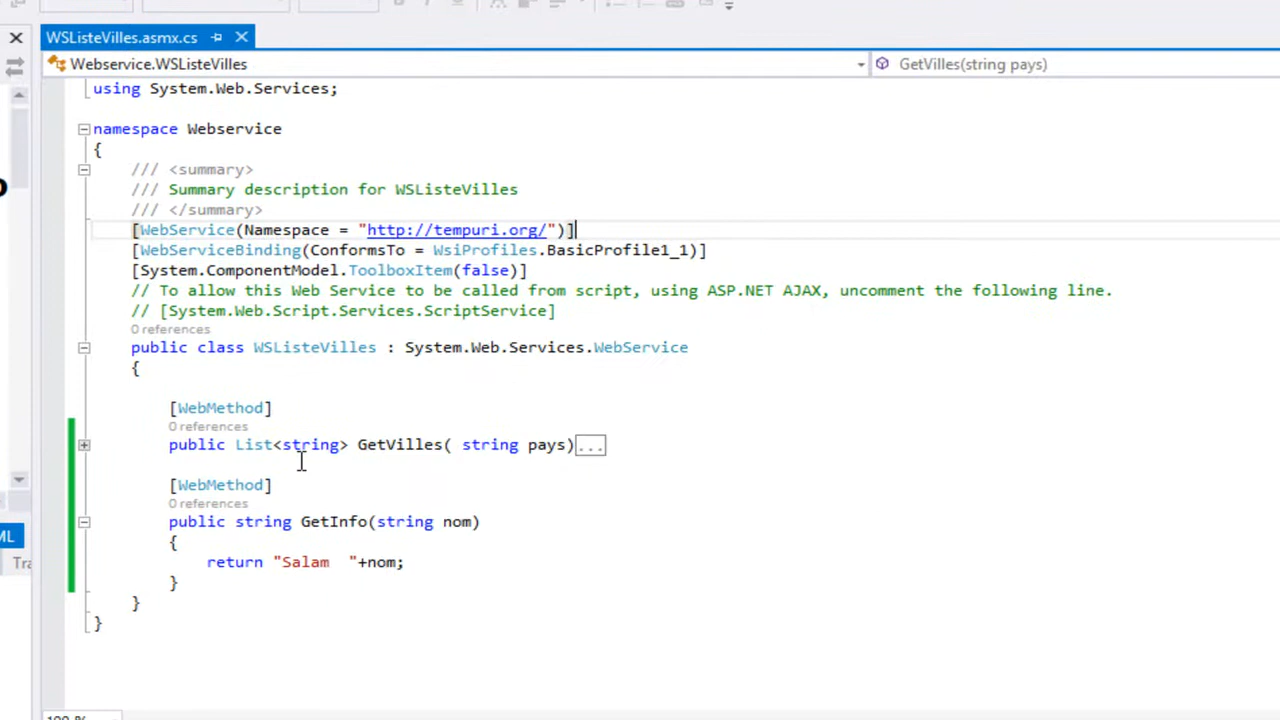 WSListeVilles.asmx.cs
Webservice.WSListeVilles GetVilles(string pays)
using System.Web.Services;
namespace Webservice
{
/// <summary>
/// Summary description for WSListeVilles
/// </summary>
[WebService(Namespace = "http://tempuri.org/")]
[WebServiceBinding(ConformsTo = WsiProfiles.BasicProfile1_1)]
[System.ComponentModel.ToolboxItem(false)]
// To allow this Web Service to be called from script, using ASP.NET AJAX, uncomment the following line.
// [System.Web.Script.Services.ScriptService]
0 references
public class WSListeVilles : System.Web.Services.WebService
{
[WebMethod]
0 references
public List<string> GetVilles( string pays)...
[WebMethod]
0 references
public string GetInfo(string nom)
{
return "Salam  "+nom;
}
}
}
ML
Tra